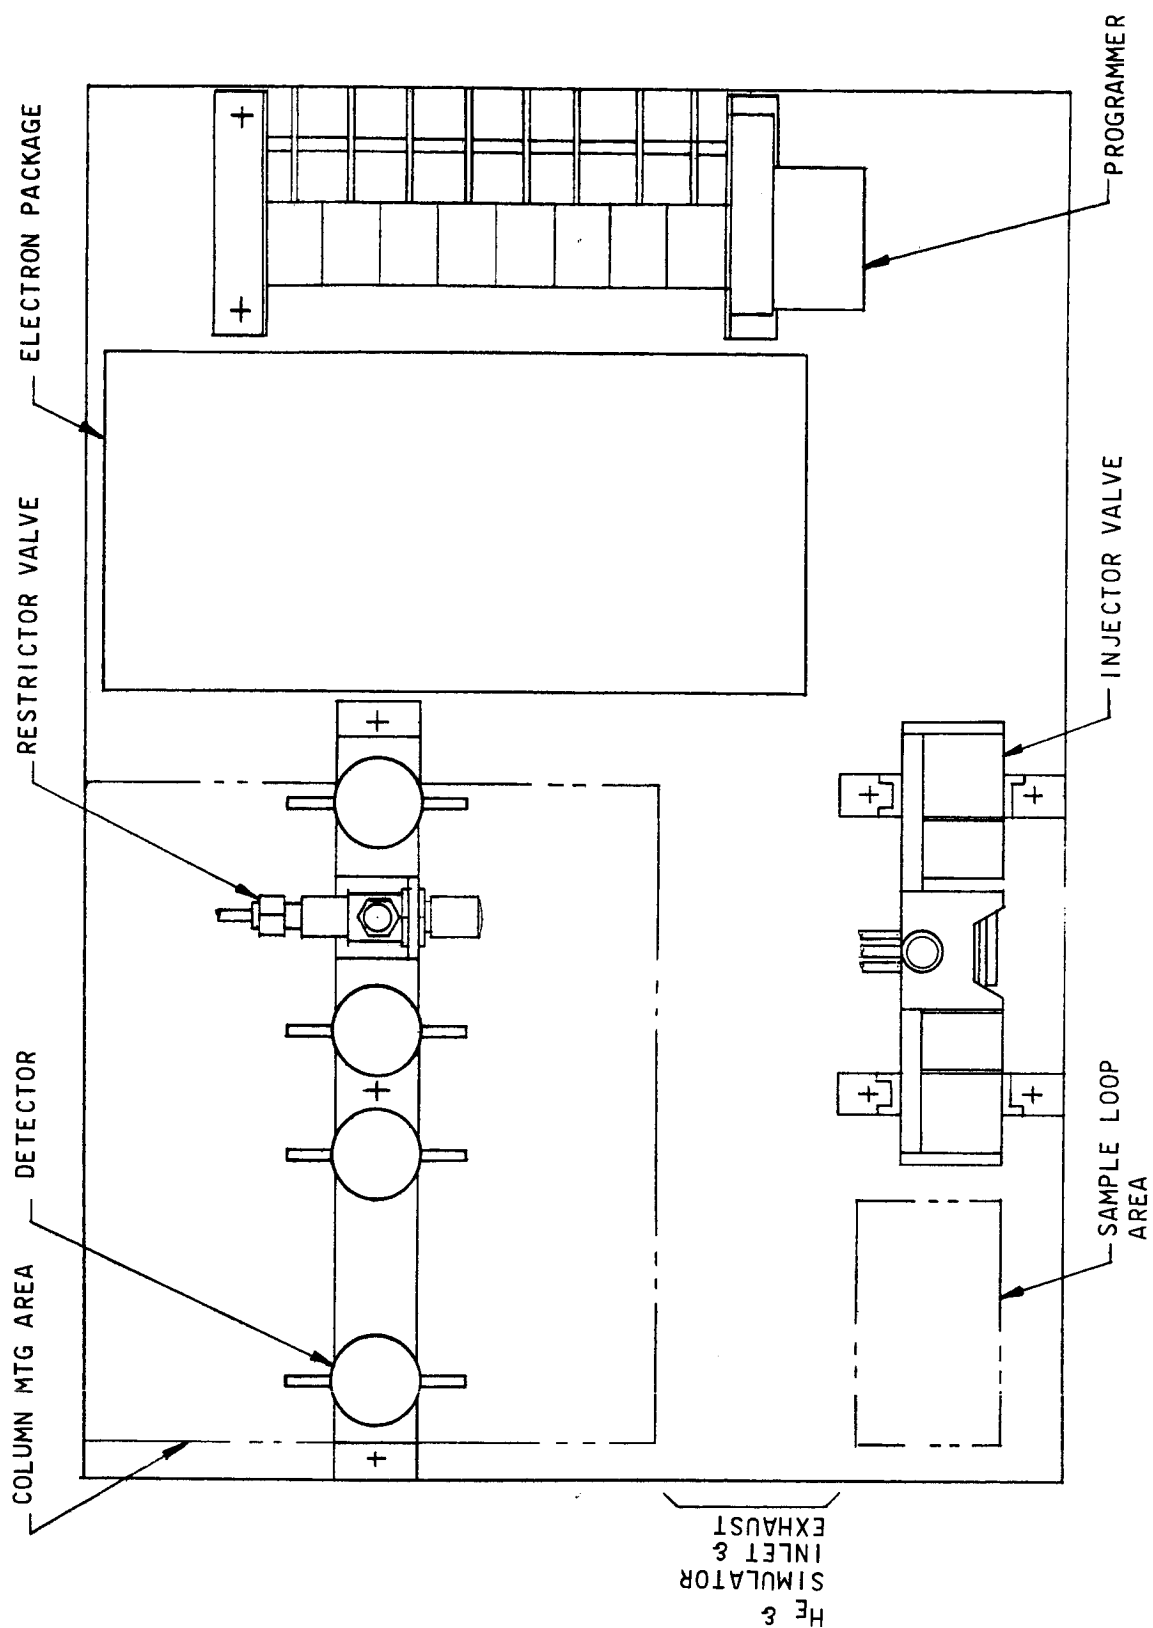 COLUMN MTG AREA
DETECTOR
RESTRICTOR VALVE
ELECTRON PACKAGE
HE &
SIMULATOR
INLET &
EXHAUST
SAMPLE LOOP
AREA
INJECTOR VALVE
PROGRAMMER